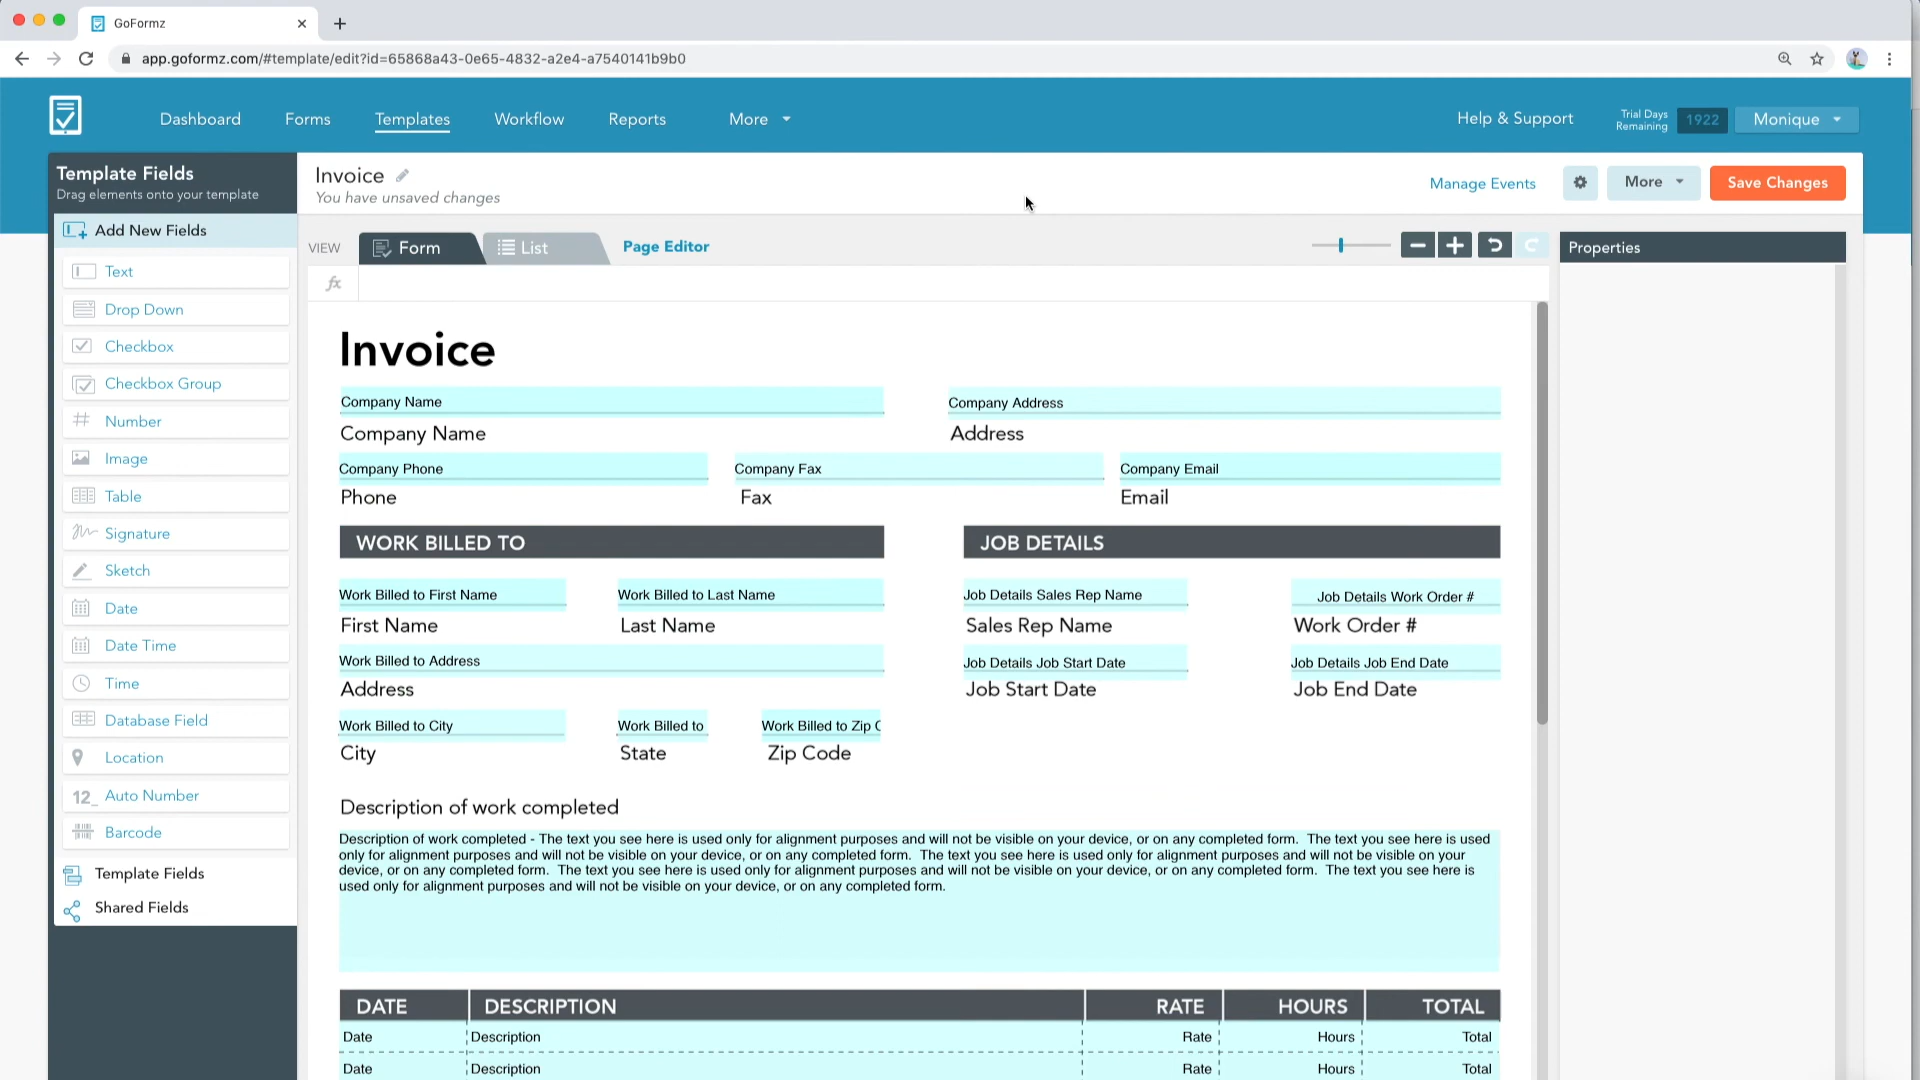 GoFormz
app.goformz.com/#template/edit?id=65868a43-0e65-4832-a2e4-a7540141b9b0
Dashboard Forms Templates Workflow Reports More Help & Support Trial Days Remaining 1922 Monique
Template Fields
Drag elements onto your template
Invoice
You have unsaved changes
Manage Events More Save Changes
Add New Fields
Text
Drop Down
Checkbox
Checkbox Group
Number
Image
Table
Signature
Sketch
Date
Date Time
Time
Database Field
Location
12_ Auto Number
Barcode
Template Fields
Shared Fields
VIEW Form List Page Editor
fx
Properties
Invoice
Company Name Company Address
Company Name Address
Company Phone Company Fax Company Email
Phone Fax Email
WORK BILLED TO JOB DETAILS
Work Billed to First Name Work Billed to Last Name Job Details Sales Rep Name Job Details Work Order #
First Name Last Name Sales Rep Name Work Order #
Work Billed to Address Job Details Job Start Date Job Details Job End Date
Address Job Start Date Job End Date
Work Billed to City Work Billed to Work Billed to Zip C
City State Zip Code
Description of work completed
Description of work completed - The text you see here is used only for alignment purposes and will not be visible on your device, or on any completed form. The text you see here is used
only for alignment purposes and will not be visible on your device, or on any completed form. The text you see here is used only for alignment purposes and will not be visible on your
device, or on any completed form. The text you see here is used only for alignment purposes and will not be visible on your device, or on any completed form. The text you see here is
used only for alignment purposes and will not be visible on your device, or on any completed form.
DATE DESCRIPTION RATE HOURS TOTAL
Date Description Rate Hours Total
Date Description Rate Hours Total